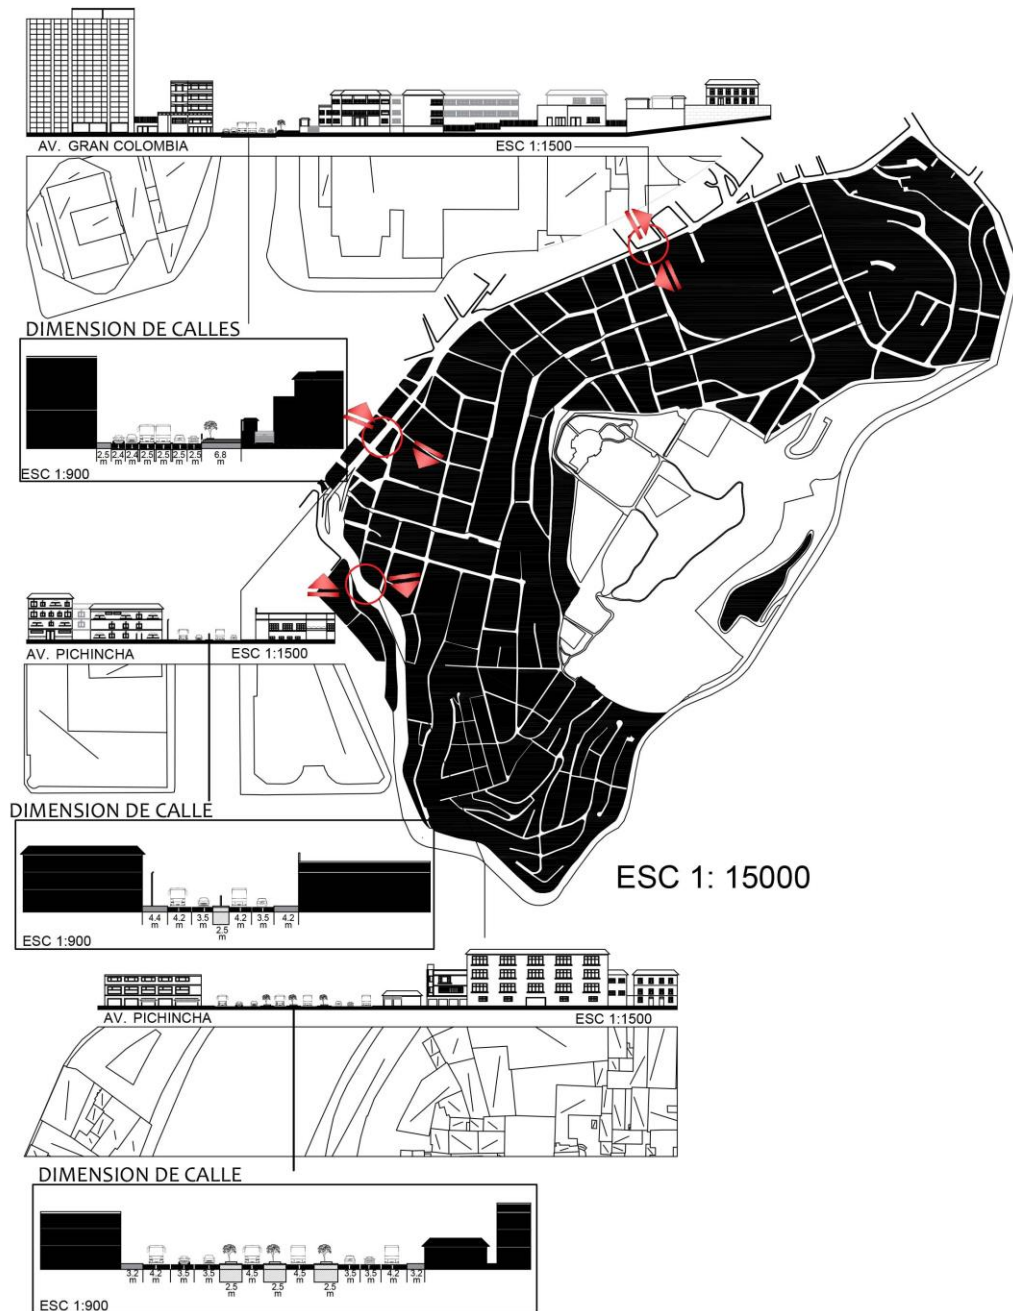 AV. GRAN COLOMBIA ESC 1:1500
DIMENSION DE CALLES
2.5 m 2.4 m 2.4 m 2.5 m 2.5 m 2.5 m 2.5 m 6.8 m
ESC 1:900
AV. PICHINCHA ESC 1:1500
DIMENSION DE CALLE
4.4 m 4.2 m 3.5 m 2.5 m 4.2 m 3.5 m 4.2 m
ESC 1:900
ESC 1: 15000
AV. PICHINCHA ESC 1:1500
DIMENSION DE CALLE
3.2 m 4.2 m 3.5 m 3.5 m 2.5 m 4.5 m 2.5 m 4.5 m 2.5 m 3.5 m 3.5 m 4.2 m 3.2 m
ESC 1:900